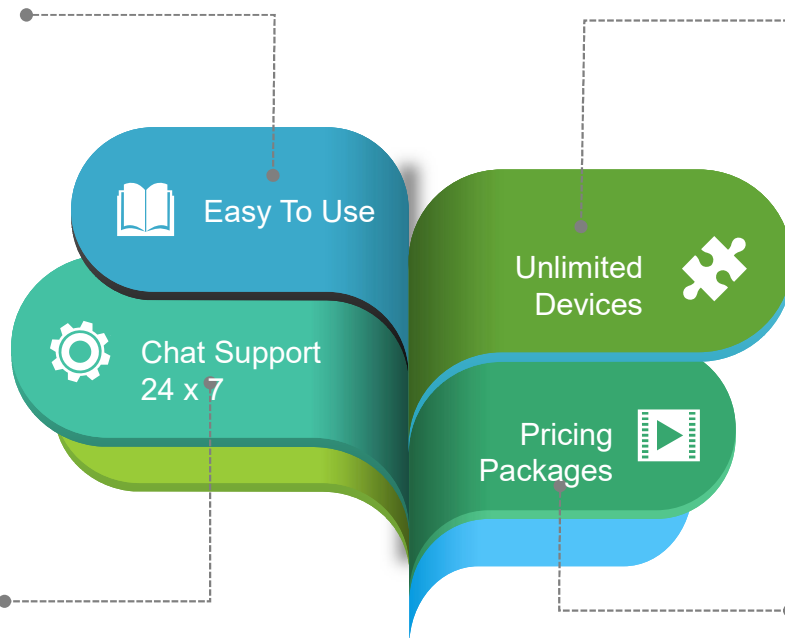 Easy To Use
Chat Support
24 x 7
Unlimited
Devices
Pricing
Packages